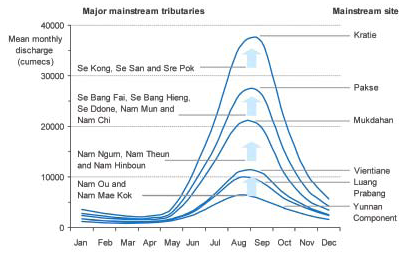 Major mainstream tributaries
Mainstream site
Mean monthly
discharge
(cumecs)
40000
30000
20000
10000
0
Kratie
Se Kong, Se San and Sre Pok
Pakse
Se Bang Fai, Se Bang Hieng,
Se Ddone, Nam Mun and
Nam Chi
Mukdahan
Nam Ngum, Nam Theun
and Nam Hinboun
Vientiane
Nam Ou and
Nam Mae Kok
Luang
Prabang
Yunnan
Component
Jan Feb Mar Apr May Jun Jul Aug Sep Oct Nov Dec